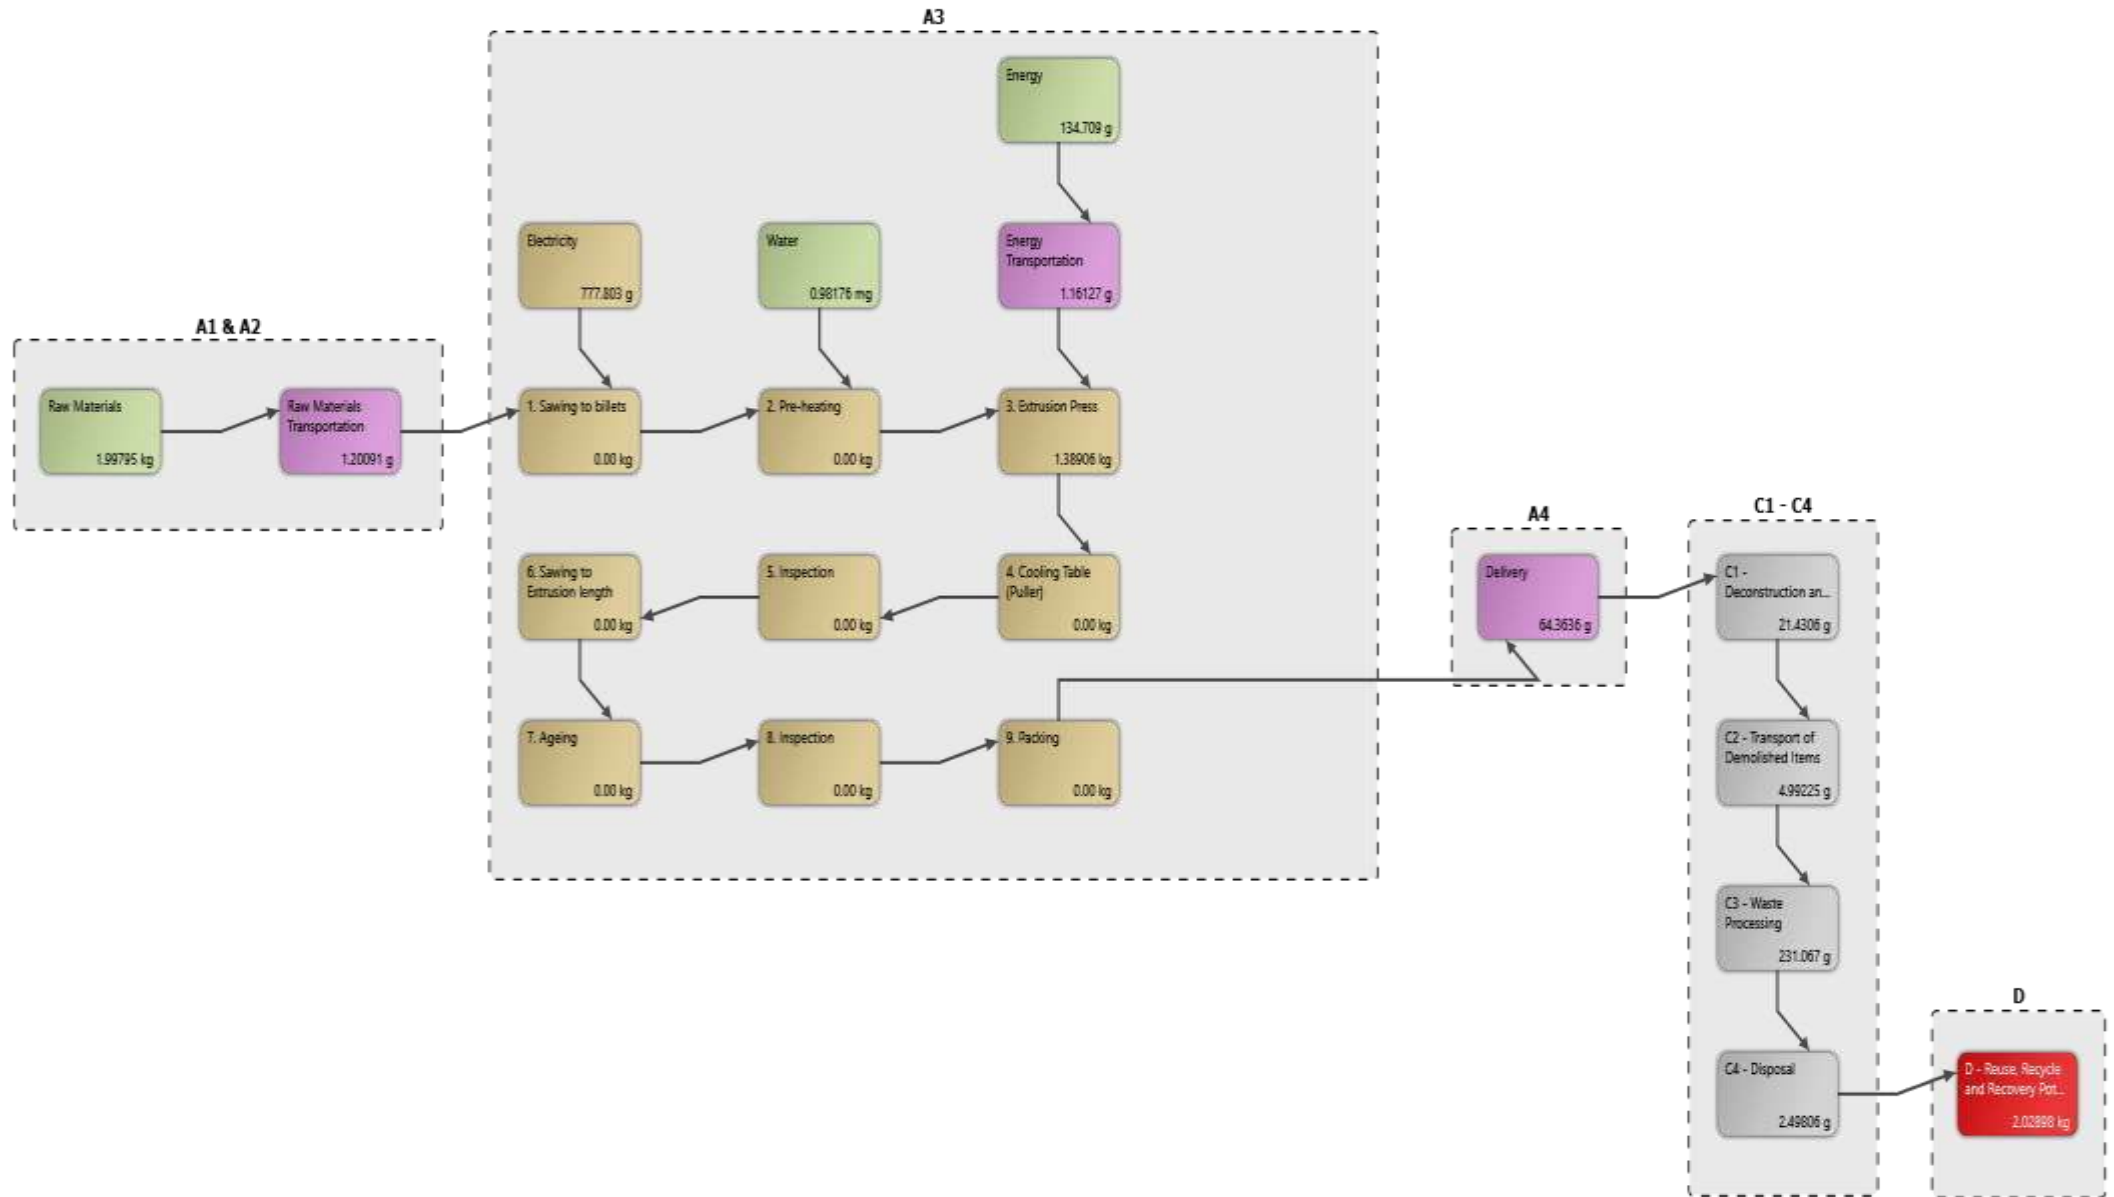 A3
Energy
134.709 g
Electricity
777.803 g
Water
0.98176 mg
Energy
Transportation
1.16127 g
A1 & A2
Raw Materials
1.99795 kg
Raw Materials
Transportation
1.20091 g
1. Sawing to billets
0.00 kg
2. Pre-heating
0.00 kg
3. Extrusion Press
1.38906 kg
6. Sawing to
Extrusion length
0.00 kg
5. Inspection
0.00 kg
4. Cooling Table
(Puller)
0.00 kg
7. Ageing
0.00 kg
8. Inspection
0.00 kg
9. Packing
0.00 kg
A4
Delivery
64.3636 g
C1 - C4
C1 -
Deconstruction an...
21.4306 g
C2 - Transport of
Demolished Items
4.99225 g
C3 - Waste
Processing
231.067 g
C4 - Disposal
2.49806 g
D
D - Reuse, Recycle
and Recovery Pot...
2.02898 kg